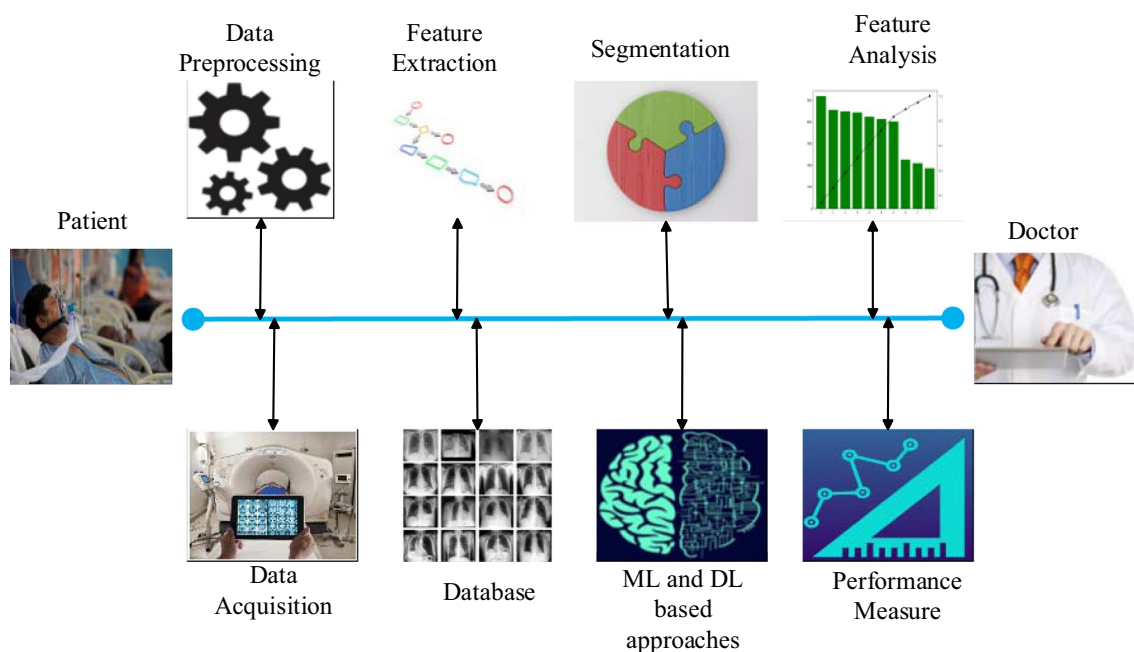 Data
Preprocessing
Feature
Extraction
Segmentation
Feature
Analysis
Patient
Doctor
Data
Acquisition
Database
ML and DL
based
approaches
Performance
Measure